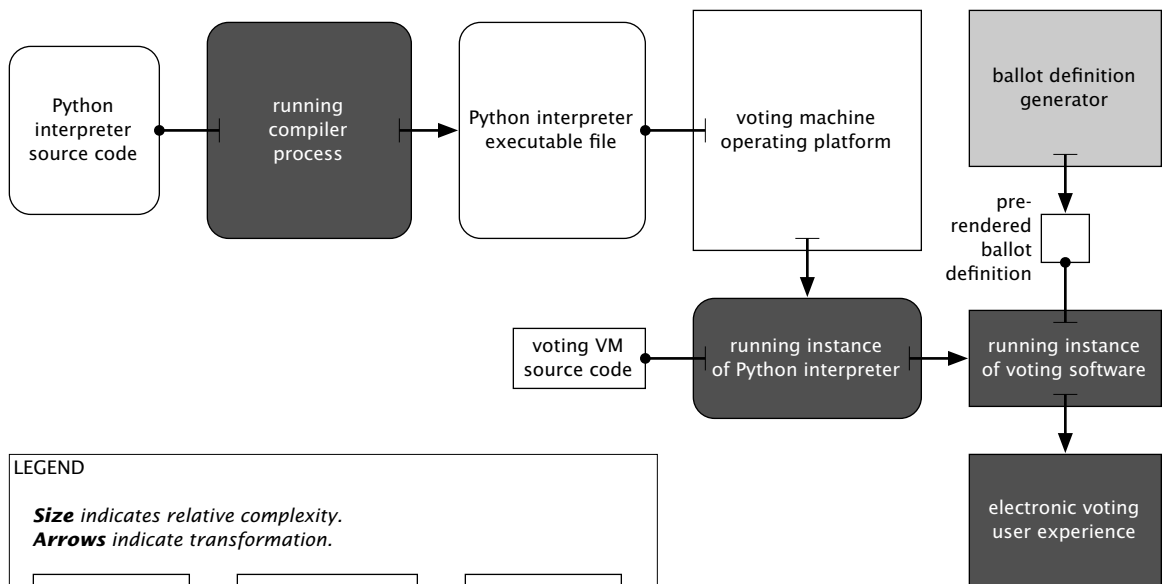 Python
interpreter
source code
running
compiler
process
Python interpreter
executable file
voting machine
operating platform
ballot definition
generator
pre-
rendered
ballot
definition
voting VM
source code
running instance
of Python interpreter
running instance
of voting software
electronic voting
user experience
LEGEND
Size indicates relative complexity.
Arrows indicate transformation.